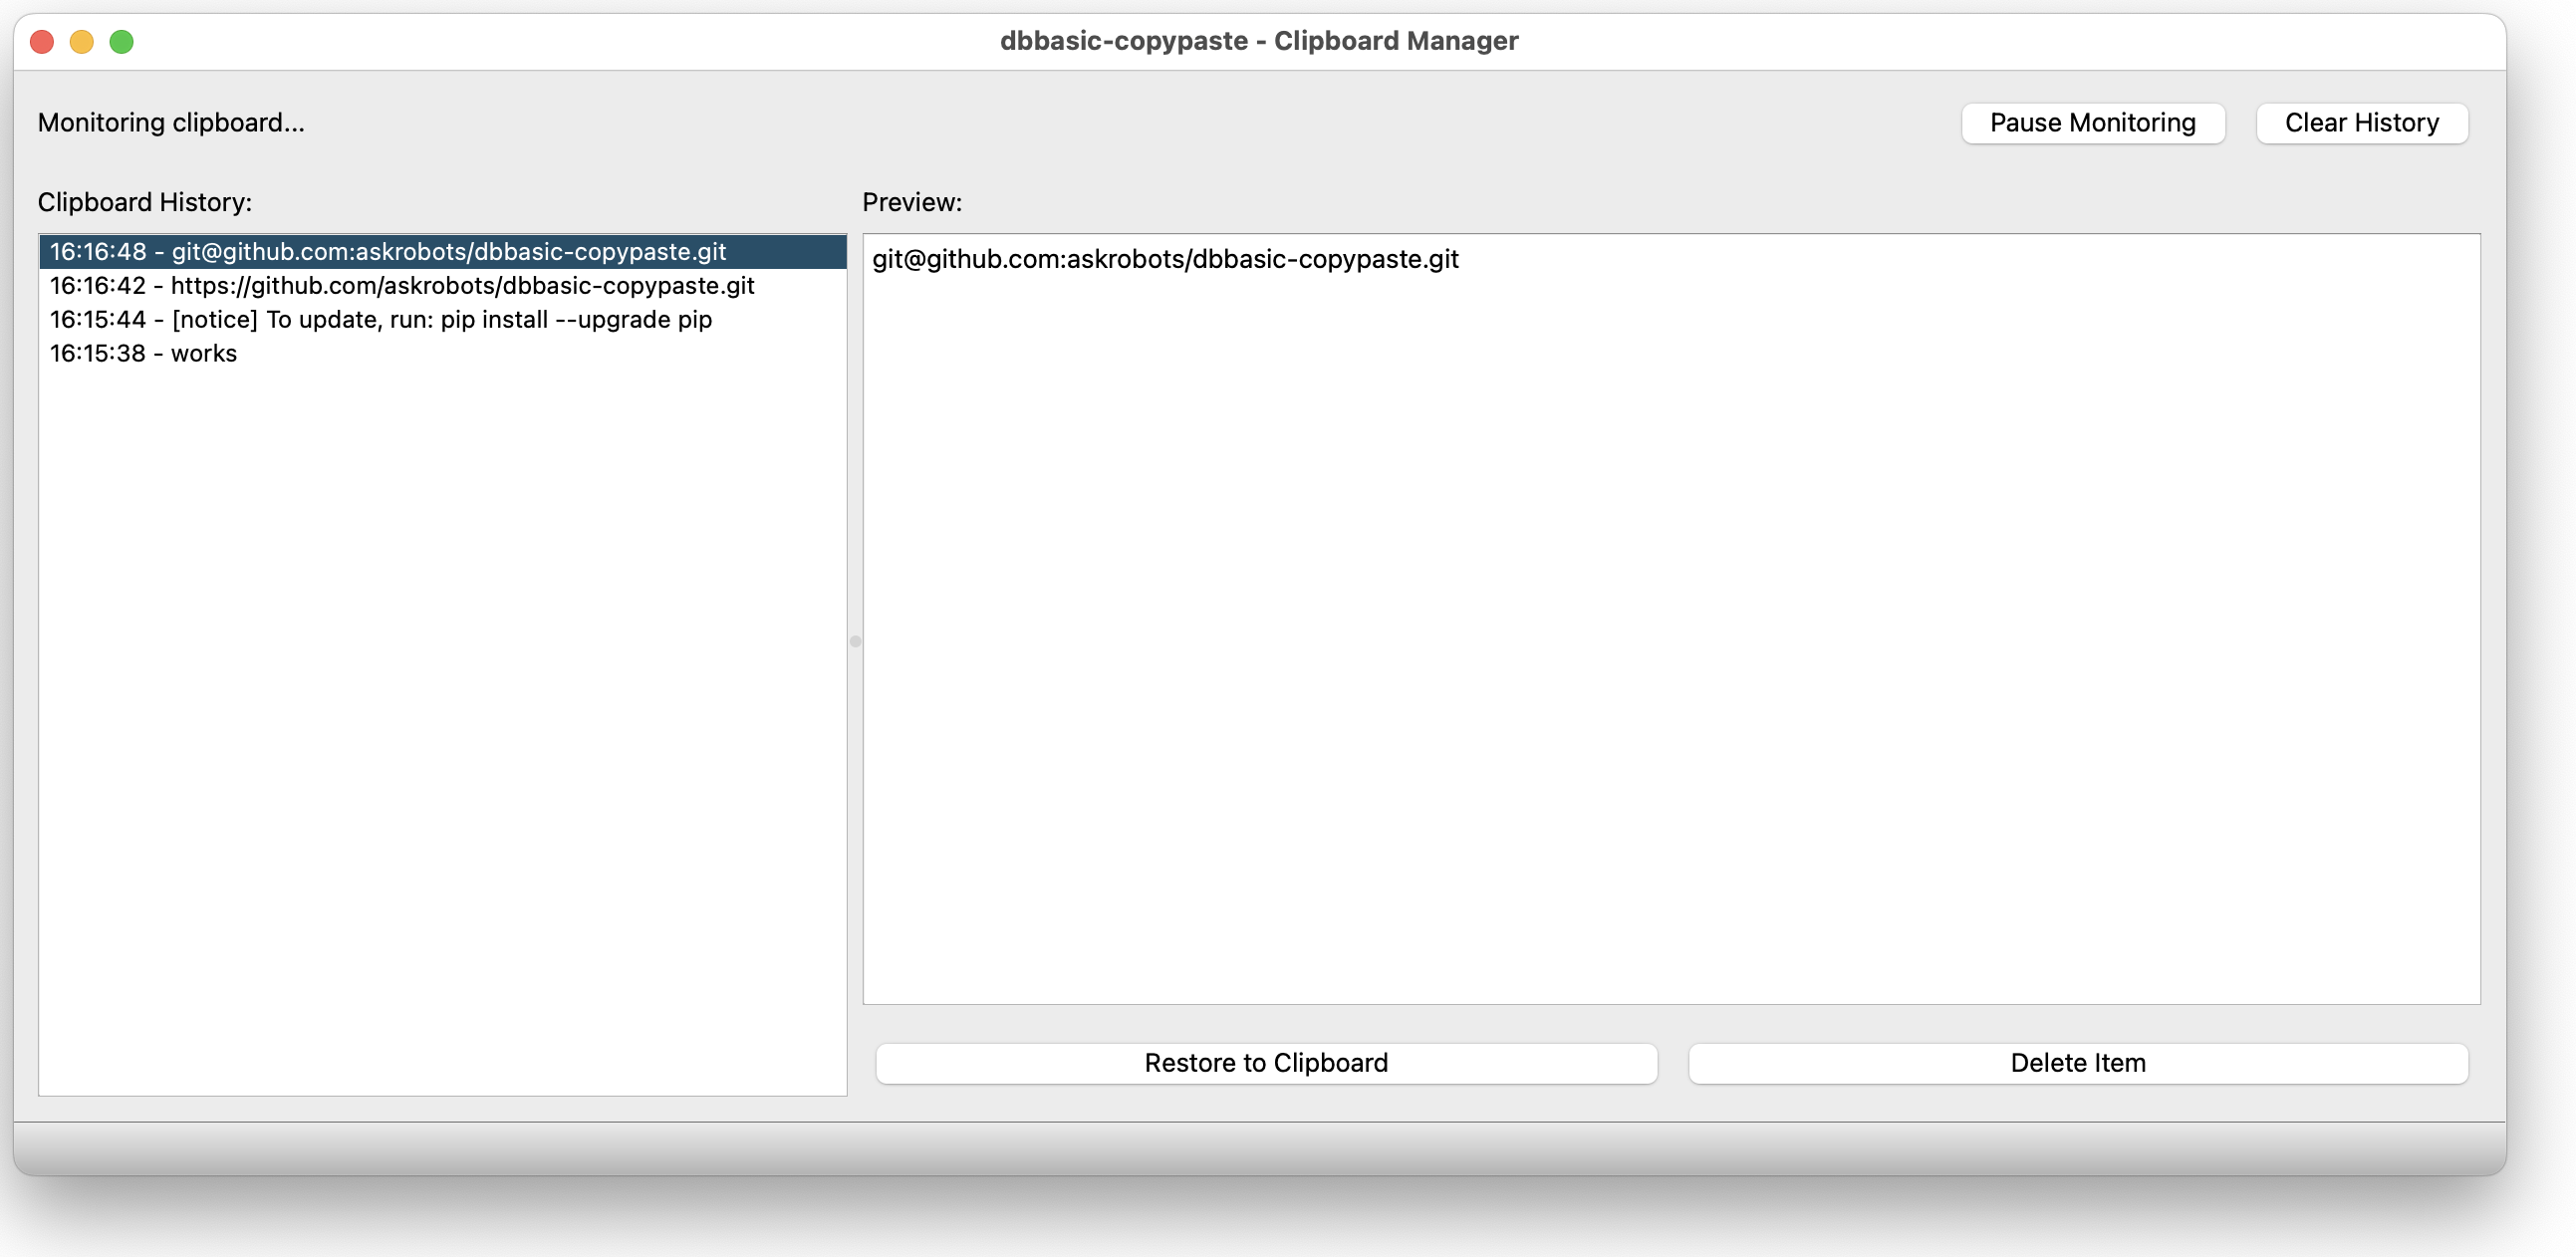 dbbasic-copypaste - Clipboard Manager
Monitoring clipboard...
Pause Monitoring
Clear History
Clipboard History:
Preview:
16:16:48 - git@github.com:askrobots/dbbasic-copypaste.git
16:16:42 - https://github.com/askrobots/dbbasic-copypaste.git
16:15:44 - [notice] To update, run: pip install --upgrade pip
16:15:38 - works
git@github.com:askrobots/dbbasic-copypaste.git
Restore to Clipboard
Delete Item